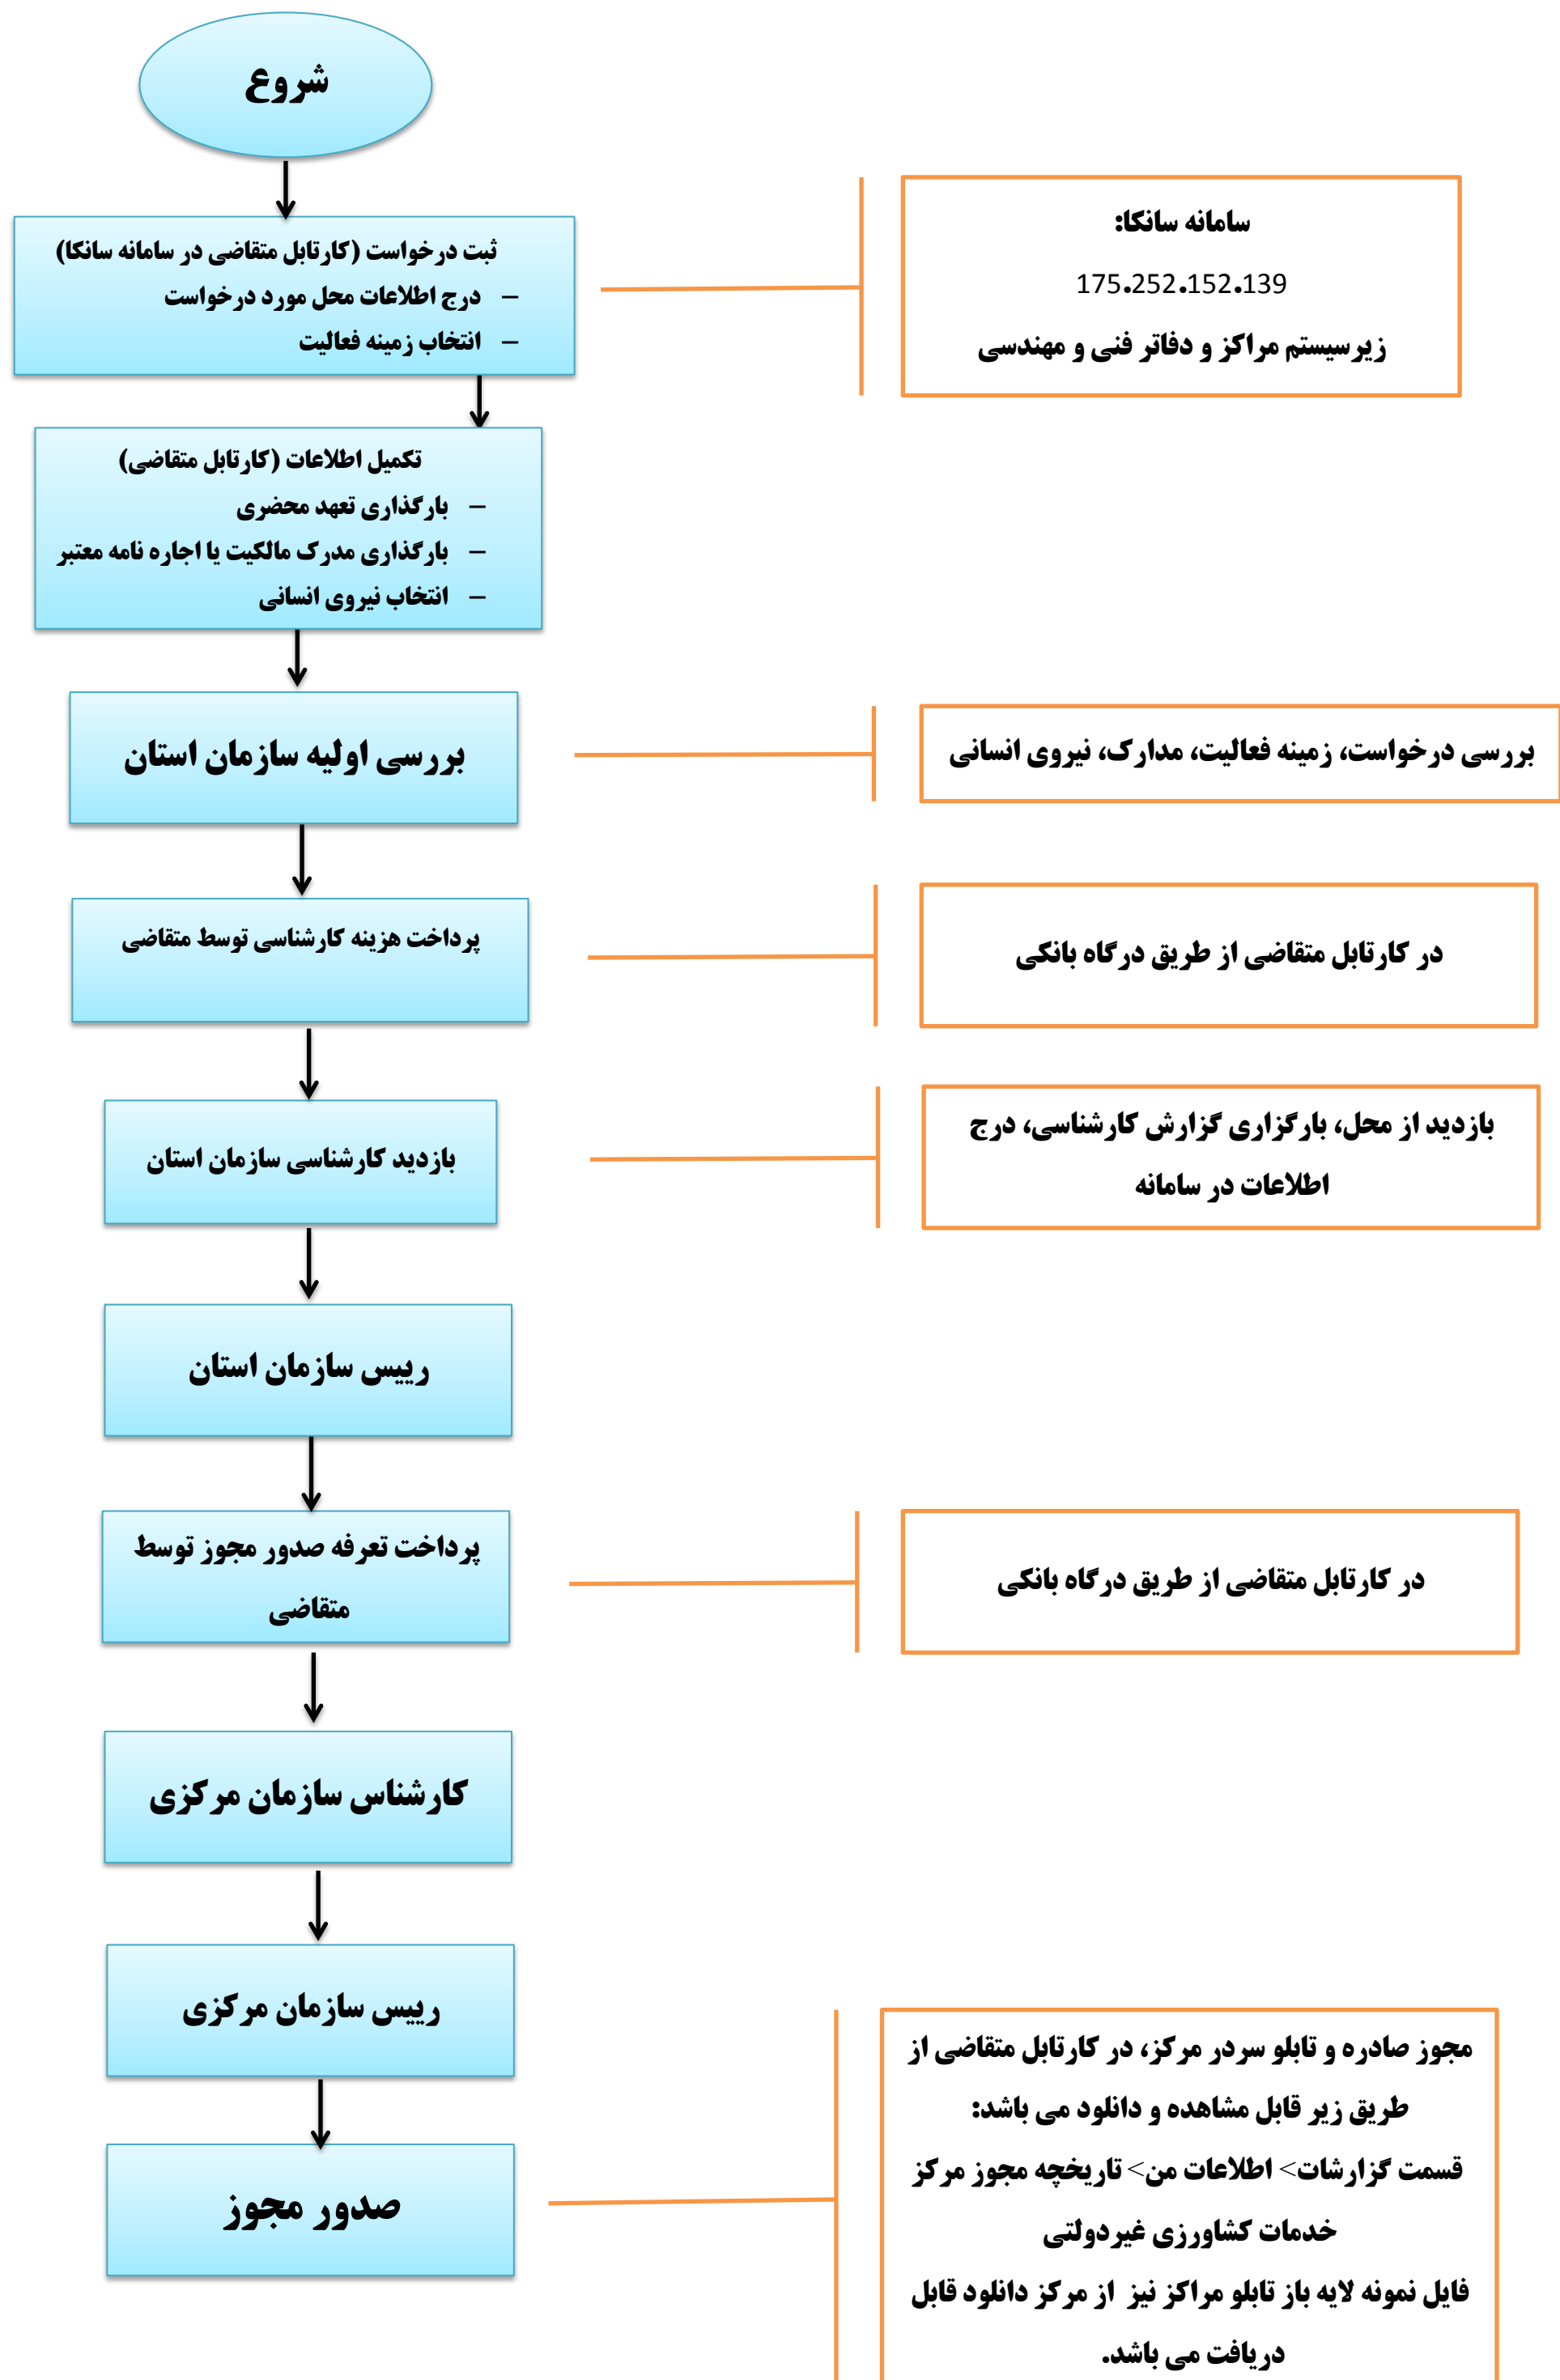 شروع
ثبت درخواست (کارتابل متقاضی در سامانه سانکا)
– درج اطلاعات محل مورد درخواست
– انتخاب زمینه فعالیت
سامانه سانکا:
175.252.152.139
زیرسیستم مراکز و دفاتر فنی و مهندسی
تکمیل اطلاعات (کارتابل متقاضی)
– بارگذاری تعهد محضری
– بارگذاری مدرک مالکیت یا اجاره نامه معتبر
– انتخاب نیروی انسانی
بررسی اولیه سازمان استان
بررسی درخواست، زمینه فعالیت، مدارک، نیروی انسانی
پرداخت هزینه کارشناسی توسط متقاضی
در کارتابل متقاضی از طریق درگاه بانکی
بازدید کارشناسی سازمان استان
بازدید از محل، بارگزاری گزارش کارشناسی، درج
اطلاعات در سامانه
رییس سازمان استان
پرداخت تعرفه صدور مجوز توسط
متقاضی
در کارتابل متقاضی از طریق درگاه بانکی
کارشناس سازمان مرکزی
رییس سازمان مرکزی
صدور مجوز
مجوز صادره و تابلو سردر مرکز، در کارتابل متقاضی از
طریق زیر قابل مشاهده و دانلود می باشد:
قسمت گزارشات> اطلاعات من> تاریخچه مجوز مرکز
خدمات کشاورزی غیردولتی
فایل نمونه لایه باز تابلو مراکز نیز از مرکز دانلود قابل
دریافت می باشد.